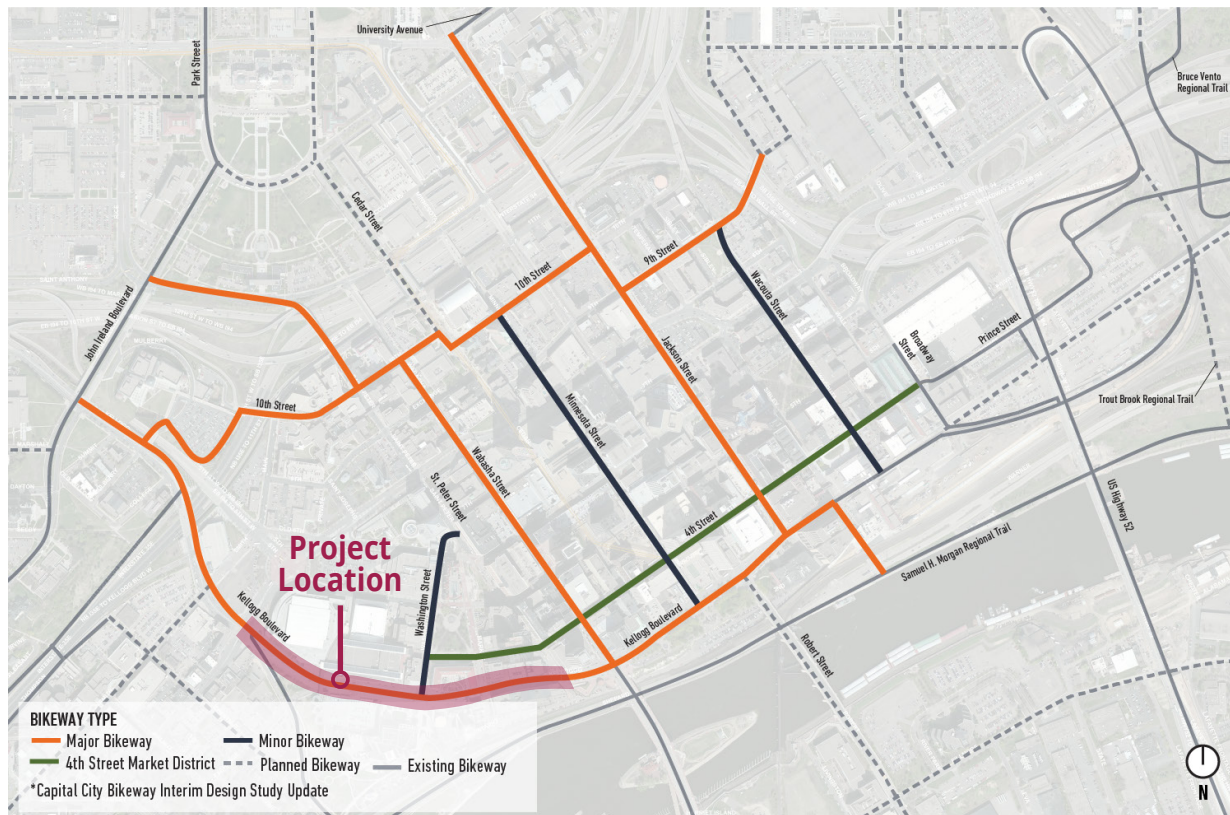 University Avenue
Park Streeet
Bruce Vento
Regional Trail
Cedar Street
9th Street
10th Street
Wacouta Street
John Ireland Boulevard
Broadway
Street
Prince Street
Jackson Street
Trout Brook Regional Trail
10th Street
Minnesota Street
Wabasha Street
St. Peter Street
US Highway 52
4th Street
Project
Location
Samuel H. Morgan Regional Trail
Washington Street
Kellogg Boulevard
Kellogg Boulevard
Robert Street
BIKEWAY TYPE
Major Bikeway
Minor Bikeway
4th Street Market District
Planned Bikeway
Existing Bikeway
*Capital City Bikeway Interim Design Study Update
N